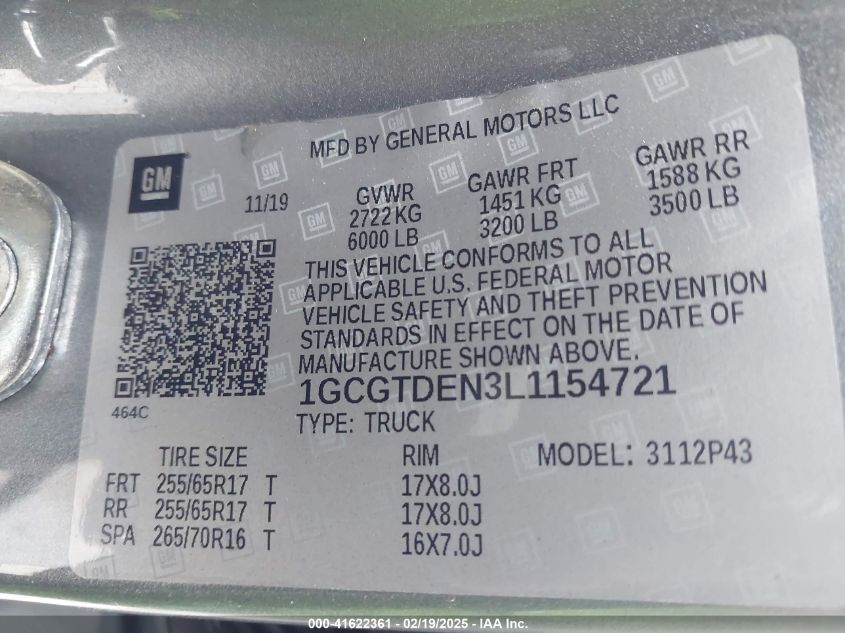 MFD BY GENERAL MOTORS LLC
GM
11/19
GVWR
2722 KG
6000 LB
GAWR FRT
1451 KG
3200 LB
GAWR RR
1588 KG
3500 LB
THIS VEHICLE CONFORMS TO ALL
APPLICABLE U.S. FEDERAL MOTOR
VEHICLE SAFETY AND THEFT PREVENTION
STANDARDS IN EFFECT ON THE DATE OF
MANUFACTURE SHOWN ABOVE.
464C
1GCGTDEN3L1154721
TYPE: TRUCK
TIRE SIZE RIM MODEL: 3112P43
FRT 255/65R17 T 17X8.0J
RR 255/65R17 T 17X8.0J
SPA 265/70R16 T 16X7.0J
GM
000- 41622361 - 02/19/2025 - IAA Inc.